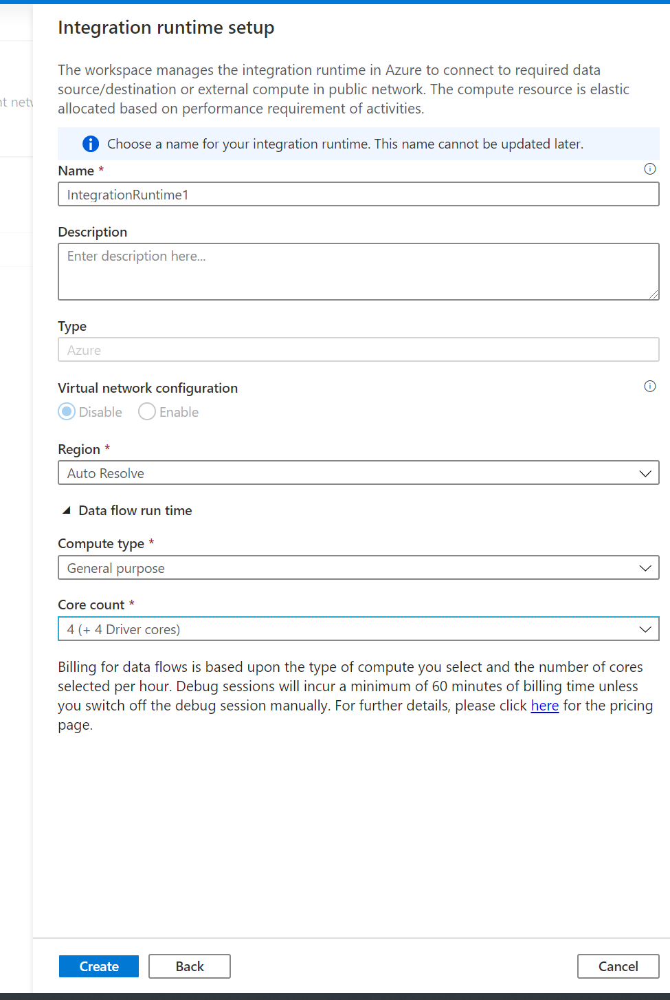 Integration runtime setup
The workspace manages the integration runtime in Azure to connect to required data
source/destination or external compute in public network. The compute resource is elastic
allocated based on performance requirement of activities.
Choose a name for your integration runtime. This name cannot be updated later.
Name *
IntegrationRuntime1
Description
Enter description here...
Type
Azure
Virtual network configuration
Disable Enable
Region *
Auto Resolve
Data flow run time
Compute type *
General purpose
Core count *
4 (+ 4 Driver cores)
Billing for data flows is based upon the type of compute you select and the number of cores
selected per hour. Debug sessions will incur a minimum of 60 minutes of billing time unless
you switch off the debug session manually. For further details, please click here for the pricing
page.
Create Back Cancel